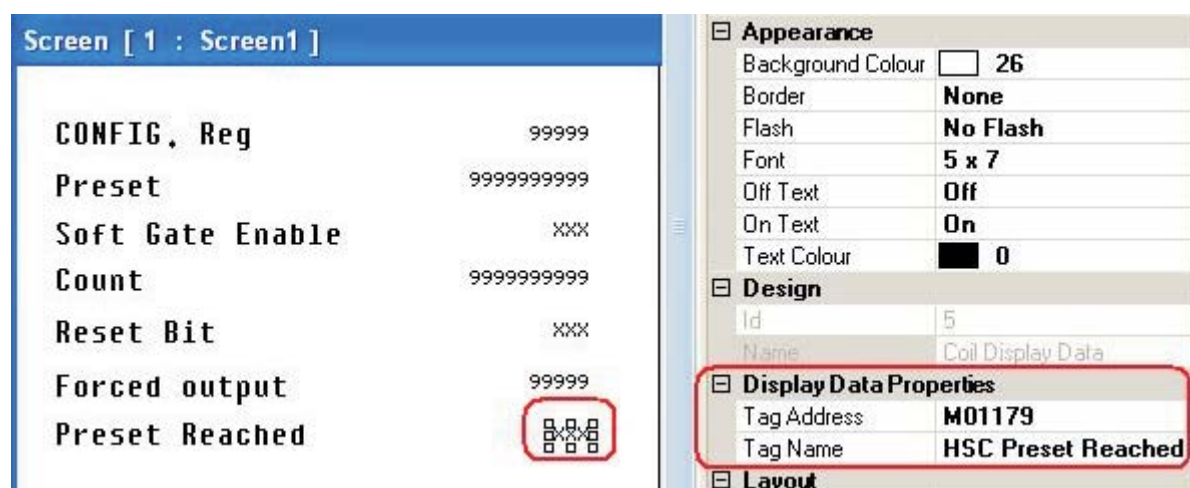 Screen [ 1 : Screen1 ]
CONFIG. Reg 99999
Preset 9999999999
Soft Gate Enable XXX
Count 9999999999
Reset Bit XXX
Forced output 99999
Preset Reached XXX
Appearance
Background Colour 26
Border None
Flash No Flash
Font 5 x 7
Off Text Off
On Text On
Text Colour 0
Design
Id 5
Name Coil Display Data
Display Data Properties
Tag Address M01179
Tag Name HSC Preset Reached
Layout